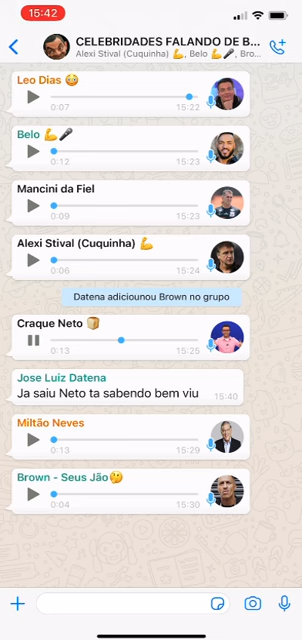 15:42
CELEBRIDADES FALANDO DE B...
Alexi Stival (Cuquinha) 💪, Belo 💪🎤, Bro...
Leo Dias 😳
0:07 15:22
Belo 💪🎤
0:12 15:23
Mancini da Fiel
0:09 15:23
Alexi Stival (Cuquinha) 💪
0:06 15:24
Datena adiciounou Brown no grupo
Craque Neto 🍞
0:13 15:25
Jose Luiz Datena
Ja saiu Neto ta sabendo bem viu 15:40
Miltão Neves
0:13 15:29
Brown - Seus Jão🤔
0:04 15:30